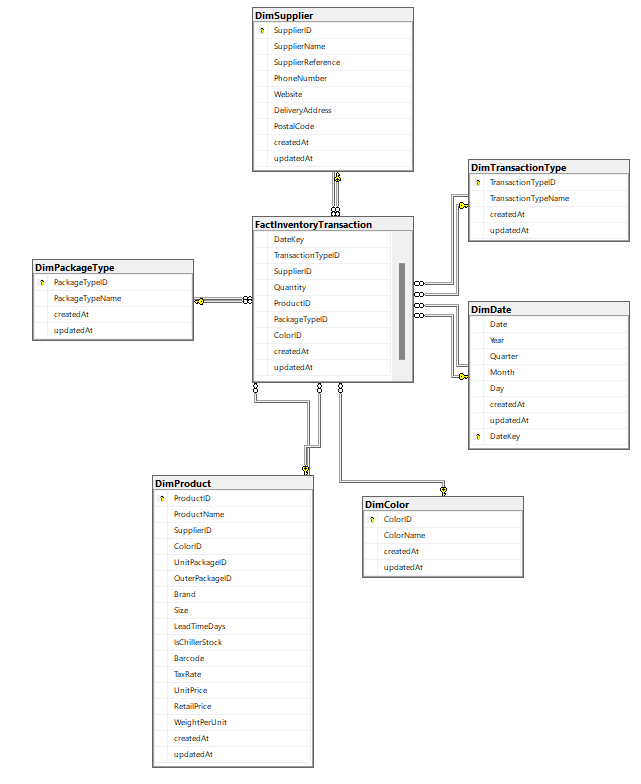 DimSupplier
SupplierID
SupplierName
SupplierReference
PhoneNumber
Website
DeliveryAddress
PostalCode
createdAt
updatedAt
DimTransactionType
TransactionTypeID
TransactionTypeName
createdAt
updatedAt
FactInventoryTransaction
DateKey
TransactionTypeID
SupplierID
Quantity
ProductID
PackageTypeID
ColorID
createdAt
updatedAt
DimPackageType
PackageTypeID
PackageTypeName
createdAt
updatedAt
DimDate
Date
Year
Quarter
Month
Day
createdAt
updatedAt
DateKey
DimProduct
ProductID
ProductName
SupplierID
ColorID
UnitPackageID
OuterPackageID
Brand
Size
LeadTimeDays
IsChillerStock
Barcode
TaxRate
UnitPrice
RetailPrice
WeightPerUnit
createdAt
updatedAt
DimColor
ColorID
ColorName
createdAt
updatedAt